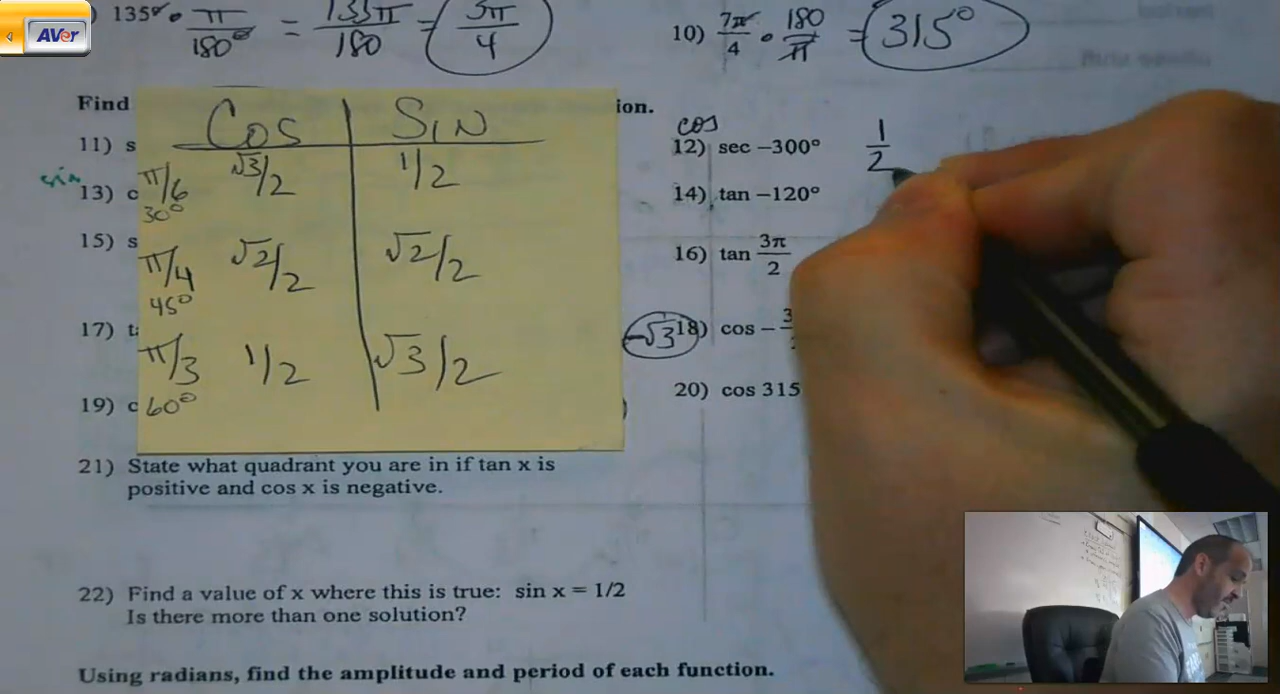 AVer
) 135° • π/180° = 135π/180 = 3π/4
10) 7π/4 • 180/π = 315°
Find
ion.
Cos | Sin
cos
11) s
12) sec −300°
π/6 √3/2 1/2
30°
sin
13) c
14) tan −120°
1/2
15) s
16) tan 3π/2
π/4 √2/2 √2/2
45°
17) t
−√3
18) cos − 3
π/3 1/2 √3/2
60°
19) c
20) cos 315
21) State what quadrant you are in if tan x is
positive and cos x is negative.
22) Find a value of x where this is true: sin x = 1/2
Is there more than one solution?
Using radians, find the amplitude and period of each function.